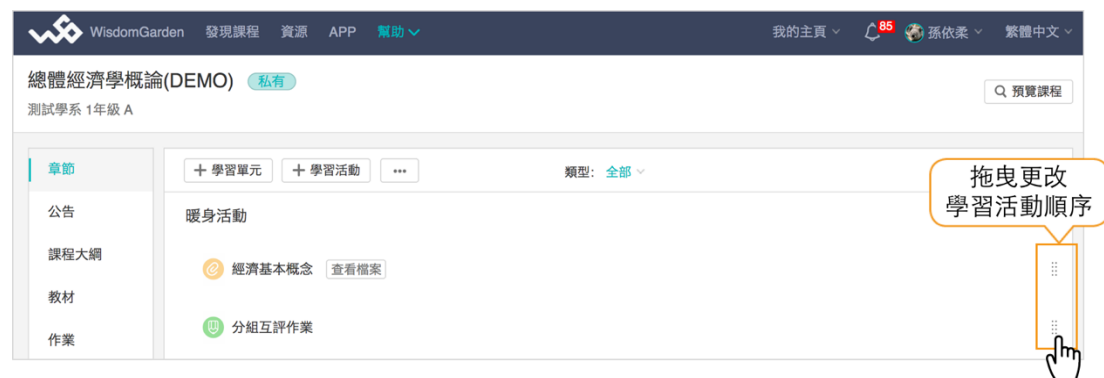 WisdomGarden 發現課程 資源 APP 幫助 我的主頁 85 孫依柔 繁體中文
總體經濟學概論(DEMO) 私有
預覽課程
測試學系 1年級 A
章節
+ 學習單元 + 學習活動 ••• 類型: 全部
拖曳更改
學習活動順序
公告
暖身活動
課程大綱
經濟基本概念 查看檔案
教材
分組互評作業
作業